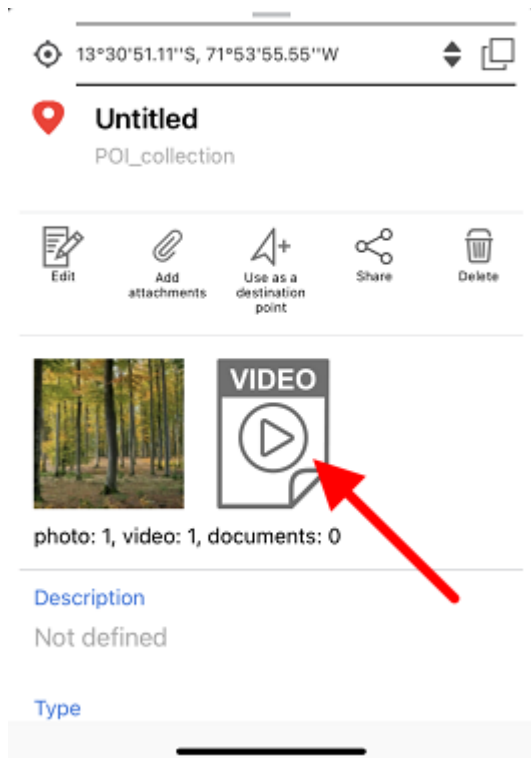 13°30'51.11''S, 71°53'55.55''W
Untitled
POI_collection
Edit
Add
attachments
Use as a
destination
point
Share
Delete
VIDEO
photo: 1, video: 1, documents: 0
Description
Not defined
Type